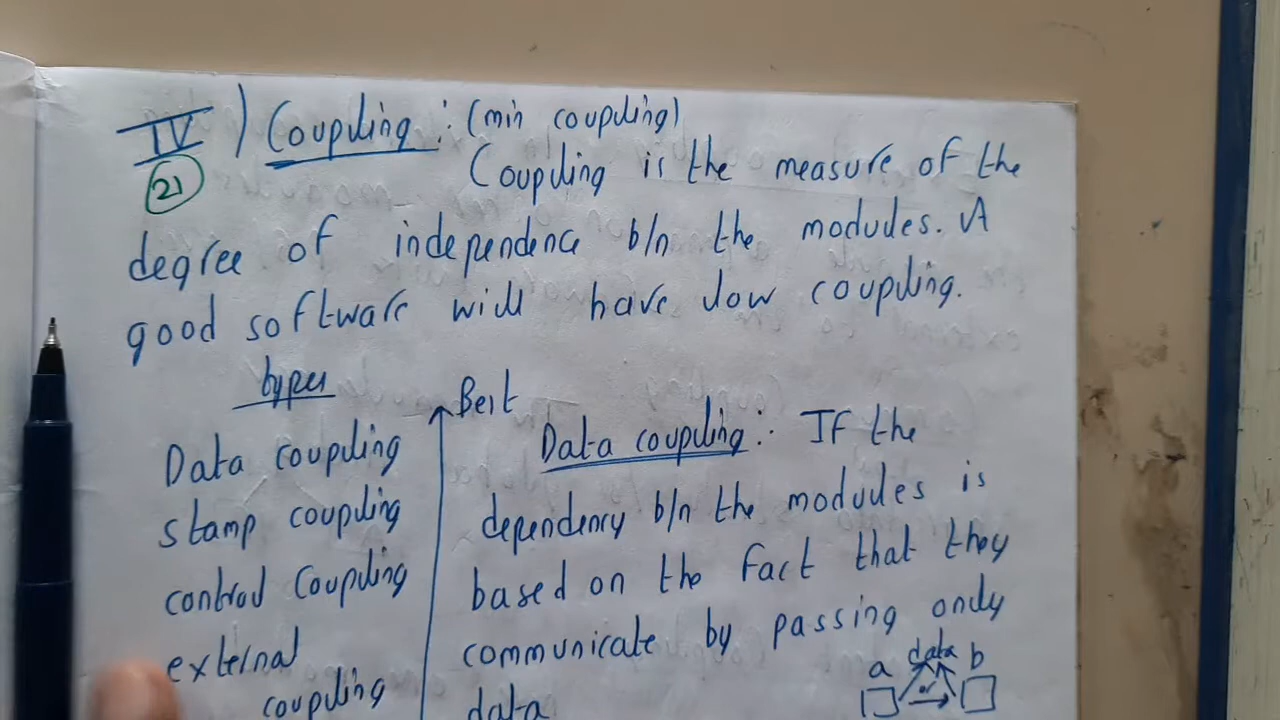 IV) Coupling : (min coupling)
21
Coupling is the measure of the
degree of independence b/n the modules. A
good software will have low coupling.
types
Data coupling
stamp coupling
control coupling
external
coupling
Best
Data coupling : If the
dependency b/n the modules is
based on the fact that they
communicate by passing only
data
a data b